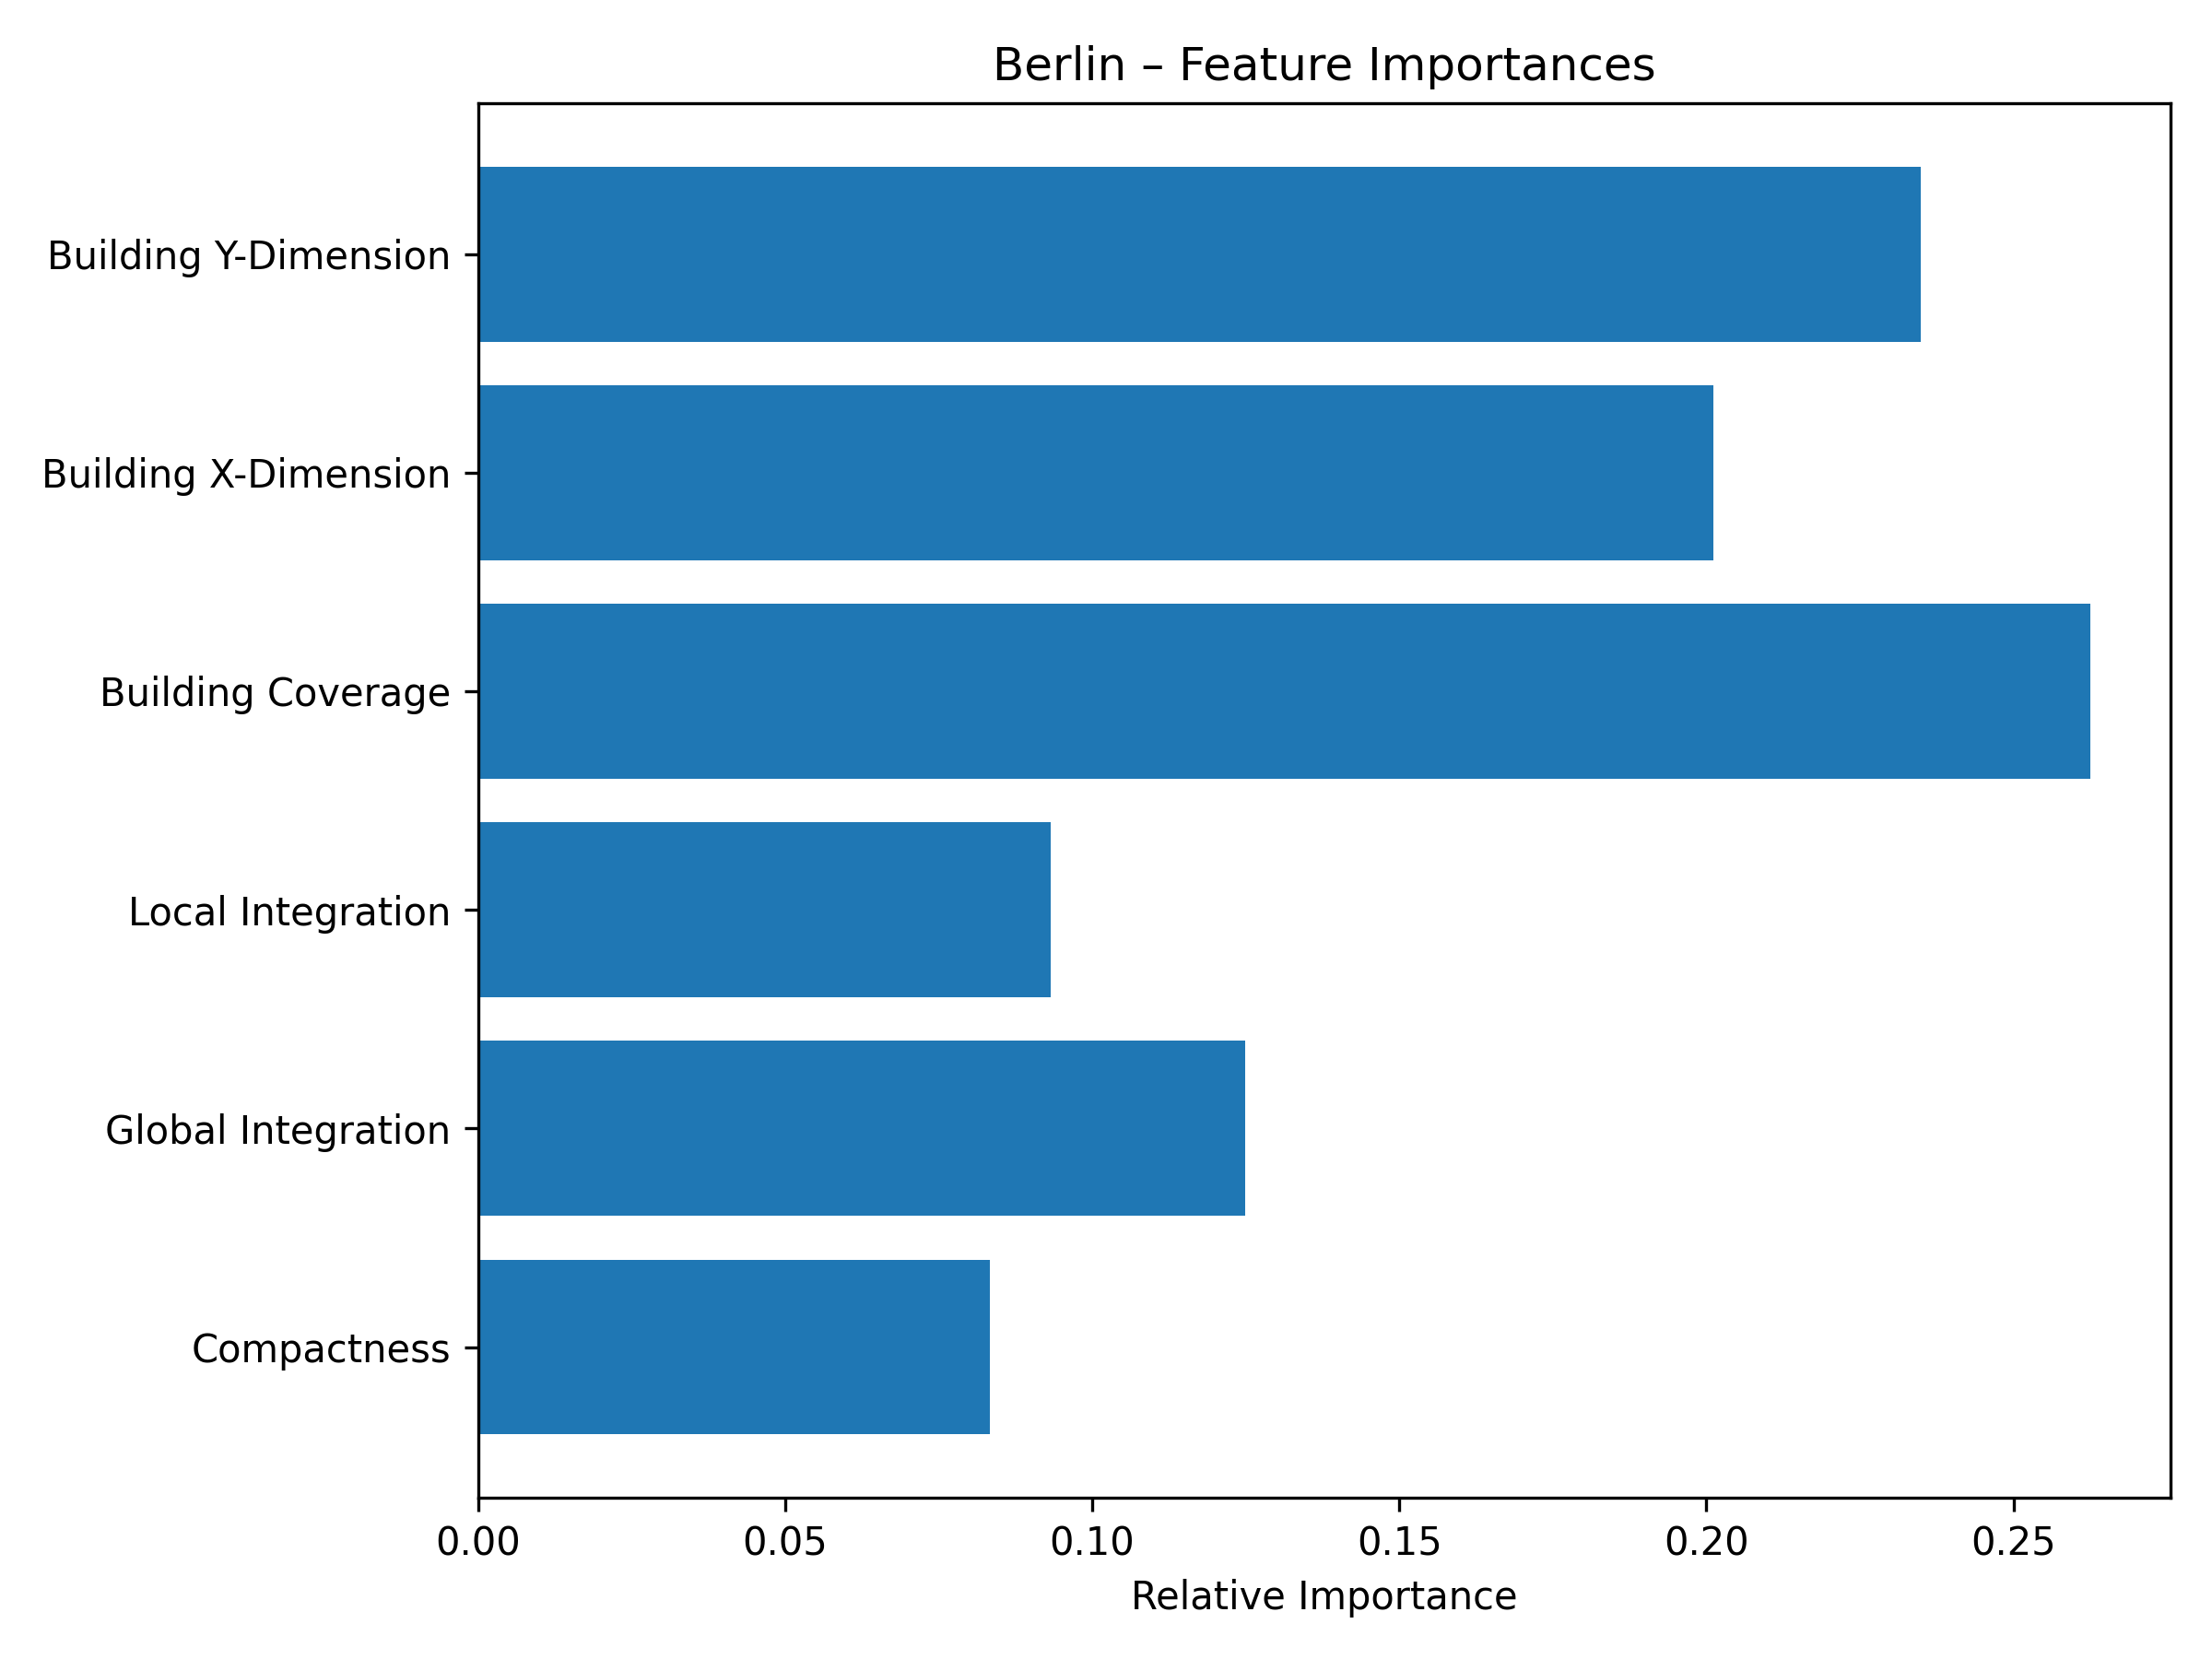 Berlin – Feature Importances
Building Y-Dimension
Building X-Dimension
Building Coverage
Local Integration
Global Integration
Compactness
0.00 0.05 0.10 0.15 0.20 0.25
Relative Importance